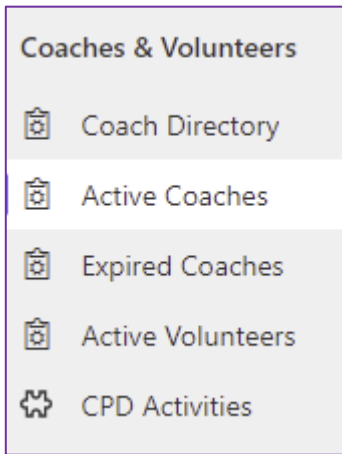 Coaches & Volunteers
Coach Directory
Active Coaches
Expired Coaches
Active Volunteers
CPD Activities